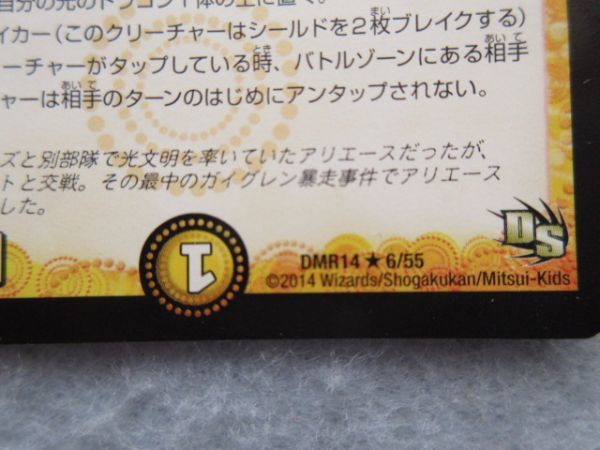 自分の光のドラゴン1体の上に置く。
イカー(このクリーチャーはシールドを2枚ブレイクする)
ーチャーがタップしている時、バトルゾーンにある相手
ャーは相手のターンのはじめにアンタップされない。
ズと別部隊で光文明を率いていたアリエースだったが、
トと交戦。その最中のガイグレン暴走事件でアリエース
した。
1
DS
DMR14 ★ 6/55
©2014 Wizards/Shogakukan/Mitsui-Kids